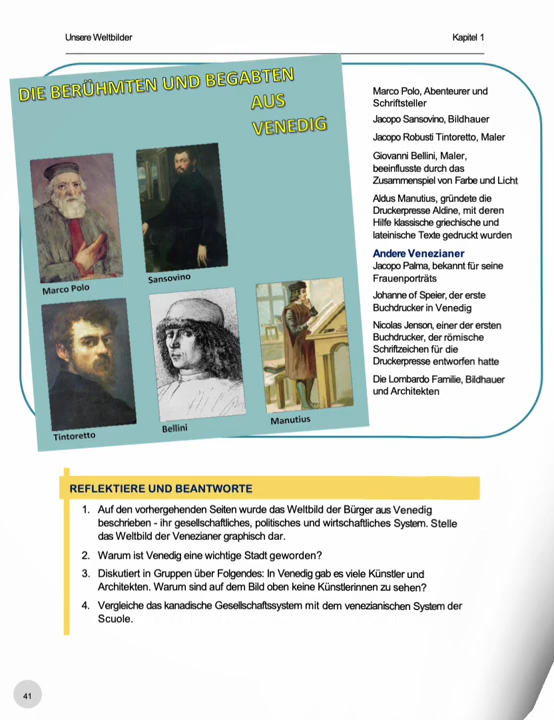 Unsere Weltbilder
Kapitel 1
DIE BERÜHMTEN UND BEGABTEN
AUS
VENEDIG
Marco Polo
Sansovino
Tintoretto
Bellini
Manutius
Marco Polo, Abenteurer und
Schriftsteller
Jacopo Sansovino, Bildhauer
Jacopo Robusti Tintoretto, Maler
Giovanni Bellini, Maler,
beeinflusste durch das
Zusammenspiel von Farbe und Licht
Aldus Manutius, gründete die
Druckerpresse Aldine, mit deren
Hilfe klassische griechische und
lateinische Texte gedruckt wurden
Andere Venezianer
Jacopo Palma, bekannt für seine
Frauenporträts
Johanne of Speier, der erste
Buchdrucker in Venedig
Nicolas Jenson, einer der ersten
Buchdrucker, der römische
Schriftzeichen für die
Druckerpresse entworfen hatte
Die Lombardo Familie, Bildhauer
und Architekten
REFLEKTIERE UND BEANTWORTE
1. Auf den vorhergehenden Seiten wurde das Weltbild der Bürger aus Venedig
beschrieben - ihr gesellschaftliches, politisches und wirtschaftliches System. Stelle
das Weltbild der Venezianer graphisch dar.
2. Warum ist Venedig eine wichtige Stadt geworden?
3. Diskutiert in Gruppen über Folgendes: In Venedig gab es viele Künstler und
Architekten. Warum sind auf dem Bild oben keine Künstlerinnen zu sehen?
4. Vergleiche das kanadische Gesellschaftssystem mit dem venezianischen System der
Scuole.
41